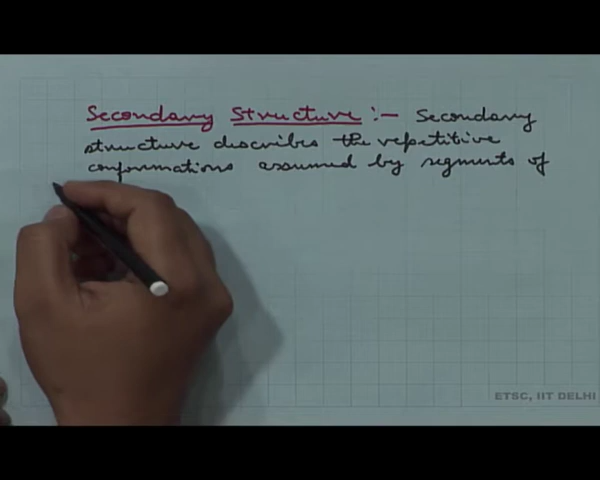 Secondary Structure :- Secondary
structure describes the repetitive
conformations assumed by segments of
ETSC, IIT DELHI